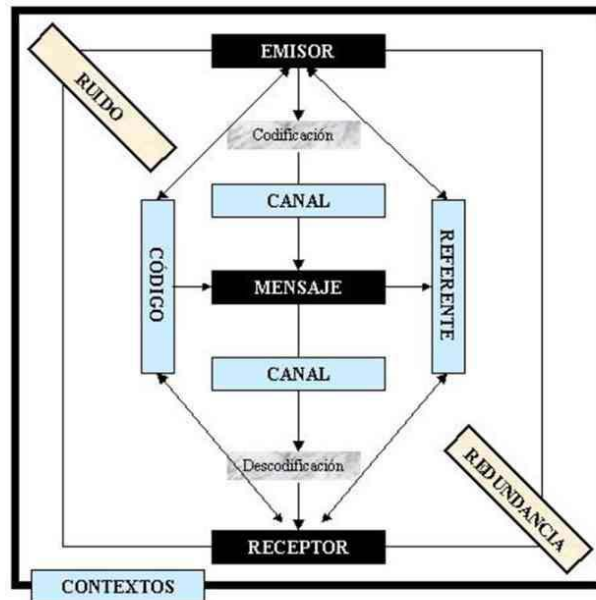 EMISOR
RUIDO
Codificación
CANAL
CÓDIGO
REFERENTE
MENSAJE
CANAL
Descodificación
REDUNDANCIA
RECEPTOR
CONTEXTOS